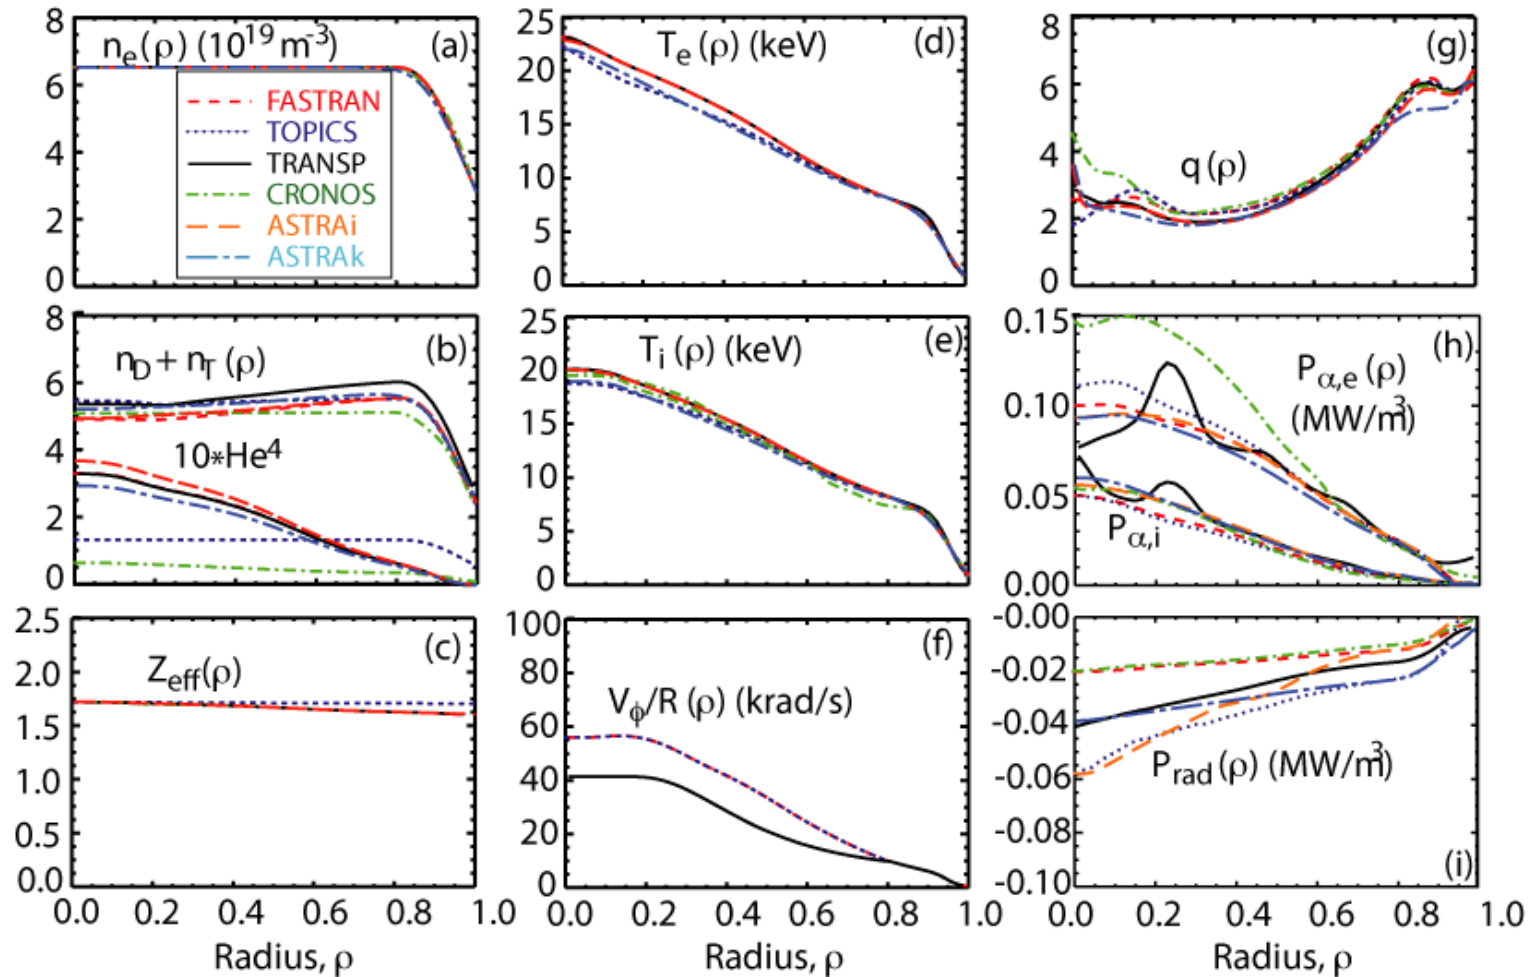 8
6
4
2
0
n_e(ρ) (10^19 m^-3)
(a)
FASTRAN
TOPICS
TRANSP
CRONOS
ASTRAi
ASTRAk
25
20
15
10
5
0
T_e (ρ) (keV)
(d)
8
6
4
2
0
q (ρ)
(g)
8
6
4
2
0
n_D + n_T (ρ)
(b)
10*He^4
25
20
15
10
5
0
T_i (ρ) (keV)
(e)
0.15
0.10
0.05
0.00
(h)
P_α,e (ρ)
(MW/m^3)
P_α,i
2.5
2.0
1.5
1.0
0.5
0.0
Z_eff(ρ)
(c)
0.0 0.2 0.4 0.6 0.8 1.0
Radius, ρ
100
80
60
40
20
0
V_ϕ/R (ρ) (krad/s)
(f)
0.0 0.2 0.4 0.6 0.8 1.0
Radius, ρ
-0.00
-0.02
-0.04
-0.06
-0.08
-0.10
P_rad (ρ) (MW/m^3)
(i)
0.0 0.2 0.4 0.6 0.8 1.0
Radius, ρ